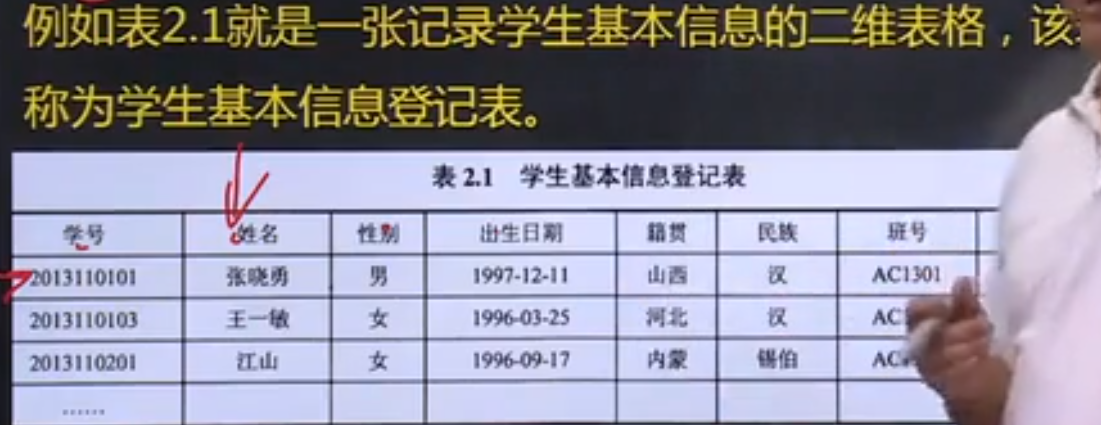 例如表2.1就是一张记录学生基本信息的二维表格，该
称为学生基本信息登记表。
表 2.1 学生基本信息登记表
学号 姓名 性别 出生日期 籍贯 民族 班号
2013110101 张晓勇 男 1997-12-11 山西 汉 AC1301
2013110103 王一敏 女 1996-03-25 河北 汉 AC
2013110201 江山 女 1996-09-17 内蒙 锡伯 AC
……